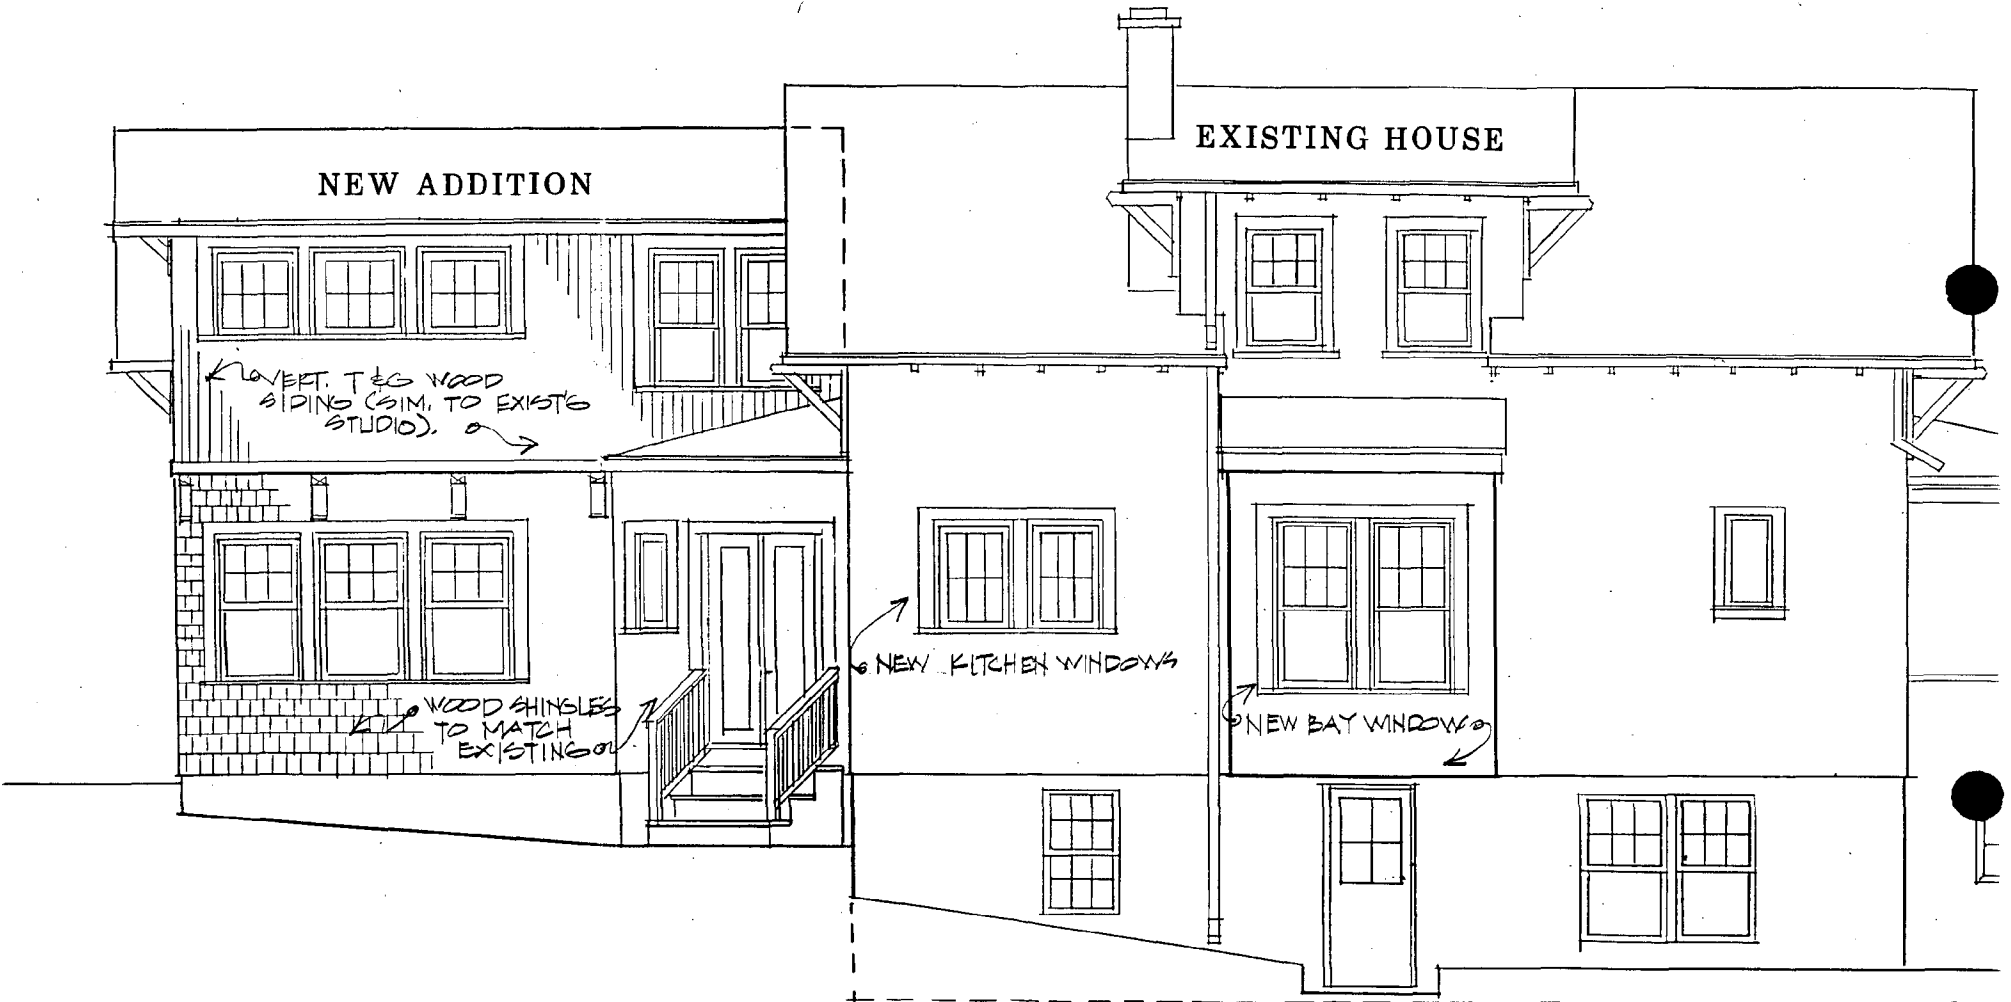 EXISTING HOUSE
NEW ADDITION
VERT. T & G WOOD
SIDING (SIM. TO EXIST'G
STUDIO).
NEW KITCHEN WINDOWS
WOOD SHINGLES
TO MATCH
EXISTING
NEW BAY WINDOW